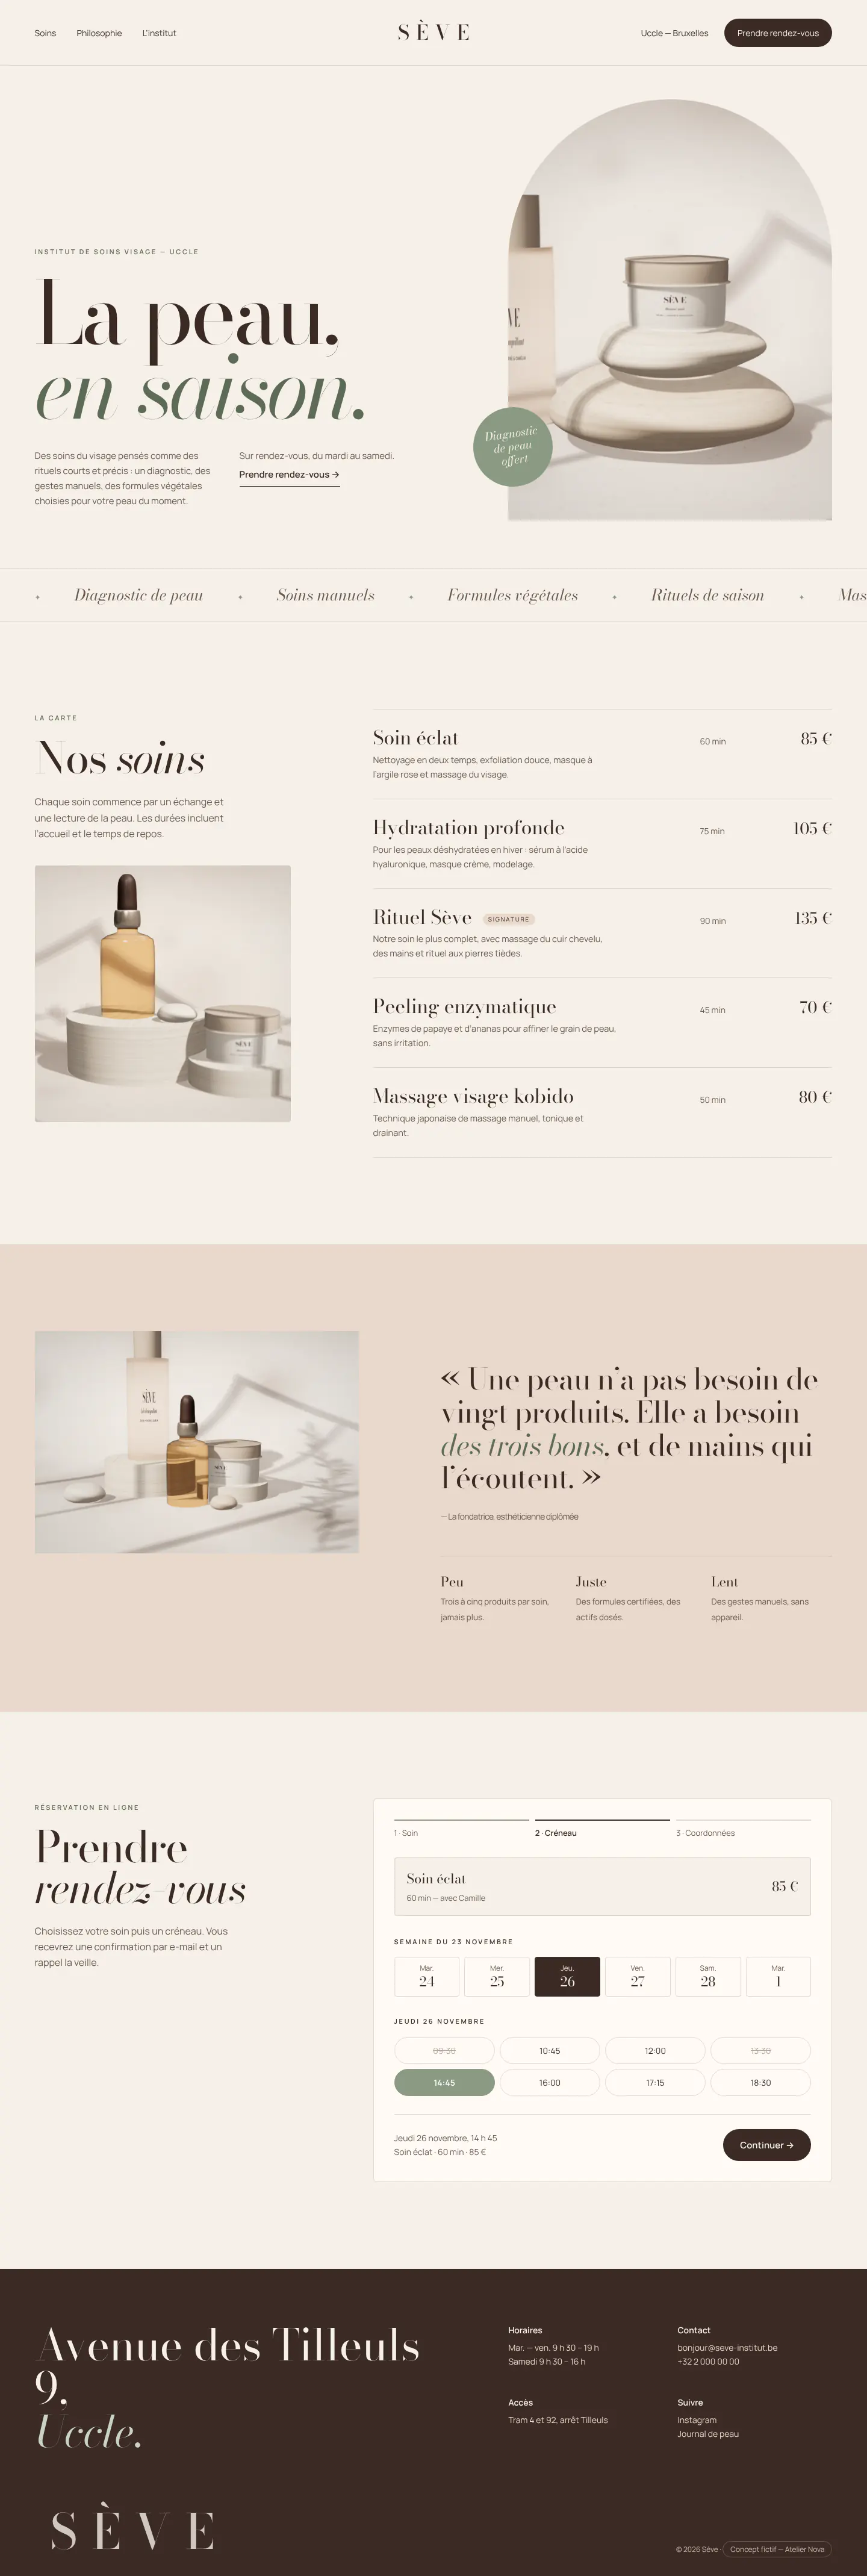 Soins
Philosophie
L'institut
SÈVE
Uccle — Bruxelles
Prendre rendez-vous
INSTITUT DE SOINS VISAGE — UCCLE
La peau,
en saison.
Des soins du visage pensés comme des
rituels courts et précis : un diagnostic, des
gestes manuels, des formules végétales
choisies pour votre peau du moment.
Sur rendez-vous, du mardi au samedi.
Prendre rendez-vous →
SÈVE
Diagnostic
de peau
offert
Diagnostic de peau
Soins manuels
Formules végétales
Rituels de saison
Mas
LA CARTE
Nos soins
Chaque soin commence par un échange et
une lecture de la peau. Les durées incluent
l'accueil et le temps de repos.
SÈVE
Soin éclat
60 min
85 €
Nettoyage en deux temps, exfoliation douce, masque à
l'argile rose et massage du visage.
Hydratation profonde
75 min
105 €
Pour les peaux déshydratées en hiver : sérum à l'acide
hyaluronique, masque crème, modelage.
Rituel Sève
SIGNATURE
90 min
135 €
Notre soin le plus complet, avec massage du cuir chevelu,
des mains et rituel aux pierres tièdes.
Peeling enzymatique
45 min
70 €
Enzymes de papaye et d'ananas pour affiner le grain de peau,
sans irritation.
Massage visage kobido
50 min
80 €
Technique japonaise de massage manuel, tonique et
drainant.
SÈVE
SÈVE
« Une peau n'a pas besoin de
vingt produits. Elle a besoin
des trois bons, et de mains qui
l'écoutent. »
— La fondatrice, esthéticienne diplômée
Peu
Trois à cinq produits par soin,
jamais plus.
Juste
Des formules certifiées, des
actifs dosés.
Lent
Des gestes manuels, sans
appareil.
RÉSERVATION EN LIGNE
Prendre
rendez-vous
Choisissez votre soin puis un créneau. Vous
recevrez une confirmation par e-mail et un
rappel la veille.
1 · Soin
2 · Créneau
3 · Coordonnées
Soin éclat
60 min — avec Camille
85 €
SEMAINE DU 23 NOVEMBRE
Mar.
24
Mer.
25
Jeu.
26
Ven.
27
Sam.
28
Mar.
1
JEUDI 26 NOVEMBRE
09:30
10:45
12:00
13:30
14:45
16:00
17:15
18:30
Jeudi 26 novembre, 14 h 45
Soin éclat · 60 min · 85 €
Continuer →
Avenue des Tilleuls
9,
Uccle.
Horaires
Mar. — ven. 9 h 30 – 19 h
Samedi 9 h 30 – 16 h
Contact
bonjour@seve-institut.be
+32 2 000 00 00
Accès
Tram 4 et 92, arrêt Tilleuls
Suivre
Instagram
Journal de peau
SÈVE
© 2026 Sève ·
Concept fictif — Atelier Nova